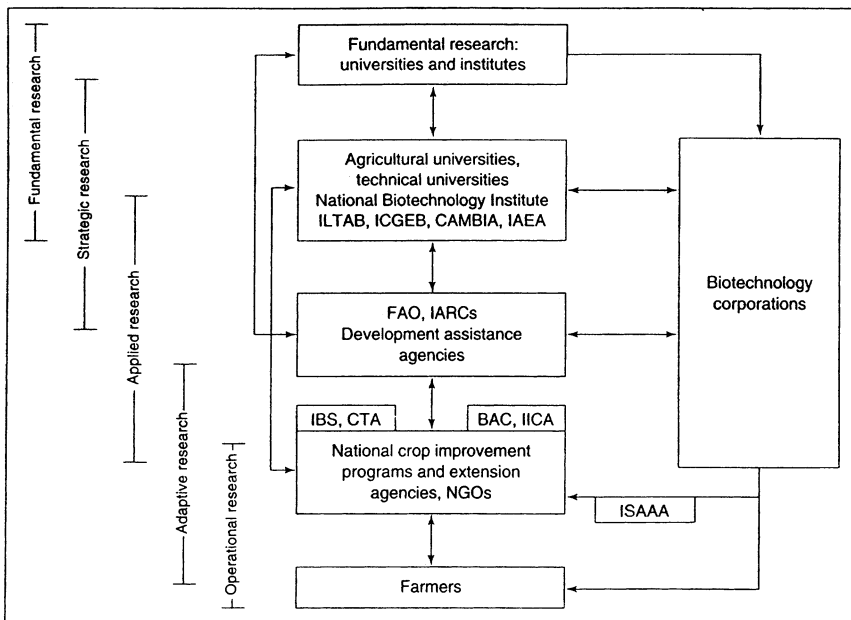 Fundamental research
Strategic research
Applied research
Adaptive research
Operational research
Fundamental research:
universities and institutes
Agricultural universities,
technical universities
National Biotechnology Institute
ILTAB, ICGEB, CAMBIA, IAEA
FAO, IARCs
Development assistance
agencies
IBS, CTA
BAC, IICA
National crop improvement
programs and extension
agencies, NGOs
Farmers
Biotechnology
corporations
ISAAA